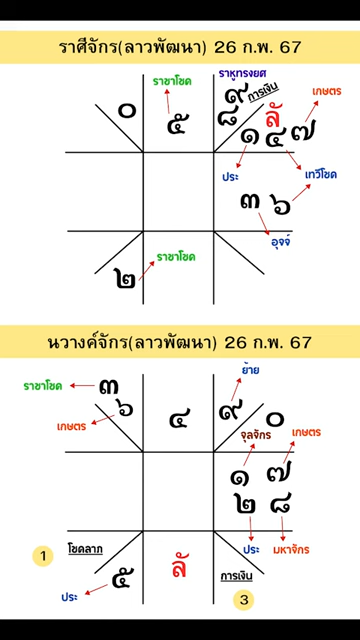 ราศีจักร(ลาวพัฒนา) 26 ก.พ. 67
ราชาโชค
ราหูทรงยศ
๐
๕
๙
๘
การเงิน
ลั
เกษตร
๑ ๔ ๗
ประ
เทวีโชค
๓ ๖
อุจจ์
ราชาโชค
๒
นวางค์จักร(ลาวพัฒนา) 26 ก.พ. 67
ย้าย
ราชาโชค
๓
๖
๔
๙
๐
เกษตร
จุลจักร
เกษตร
๑ ๗
๒ ๘
1
โชคลาภ
ประ
มหาจักร
๕
ลั
การเงิน
ประ
3